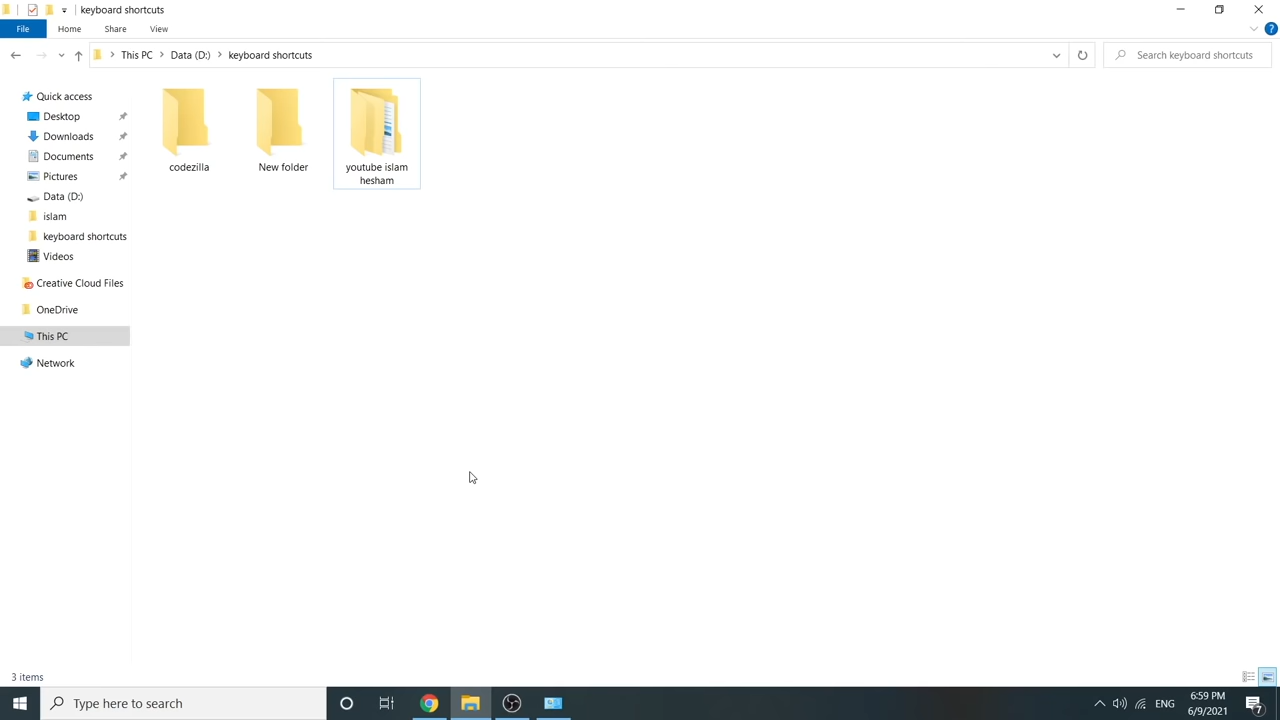 keyboard shortcuts
File Home Share View
This PC Data (D:) keyboard shortcuts
Search keyboard shortcuts
Quick access
Desktop
Downloads
Documents
Pictures
Data (D:)
islam
keyboard shortcuts
Videos
Creative Cloud Files
OneDrive
This PC
Network
codezilla
New folder
youtube islam
hesham
3 items
Type here to search
ENG
6:59 PM
6/9/2021
7